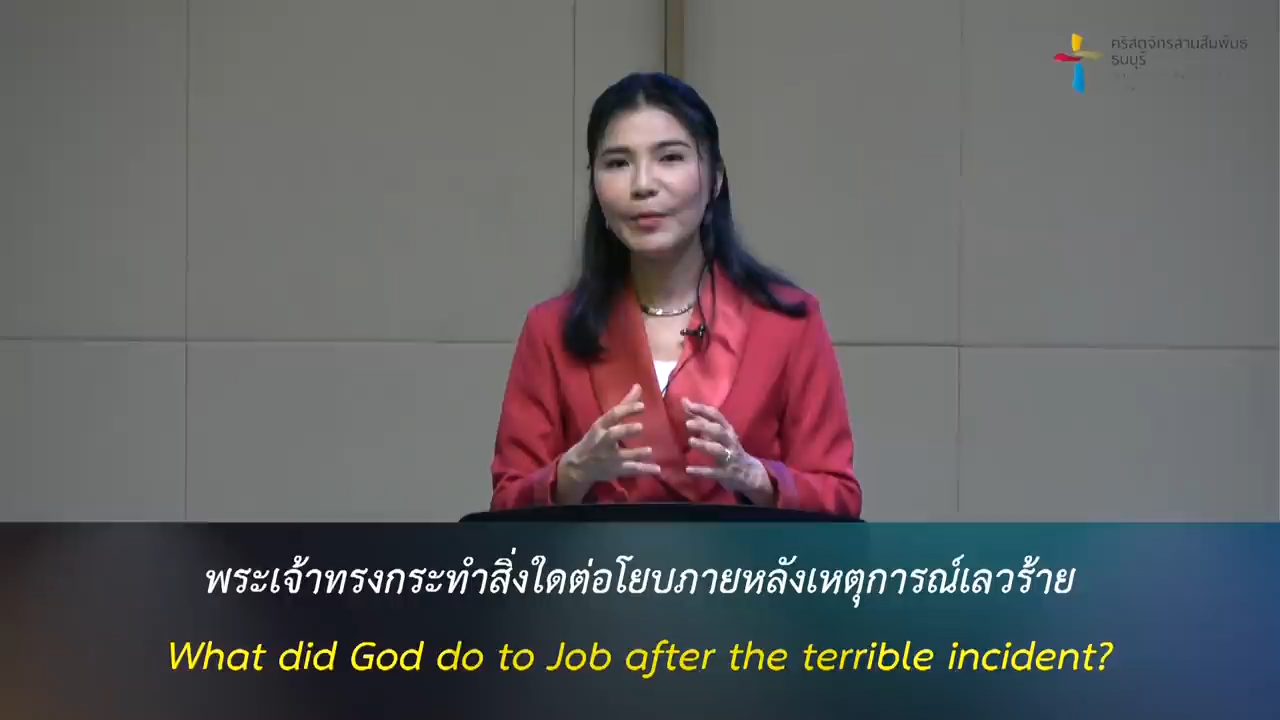 คริสตจักรสานสัมพันธ์
ธนบุรี
พระเจ้าทรงกระทำสิ่งใดต่อโยบภายหลังเหตุการณ์เลวร้าย
What did God do to Job after the terrible incident?